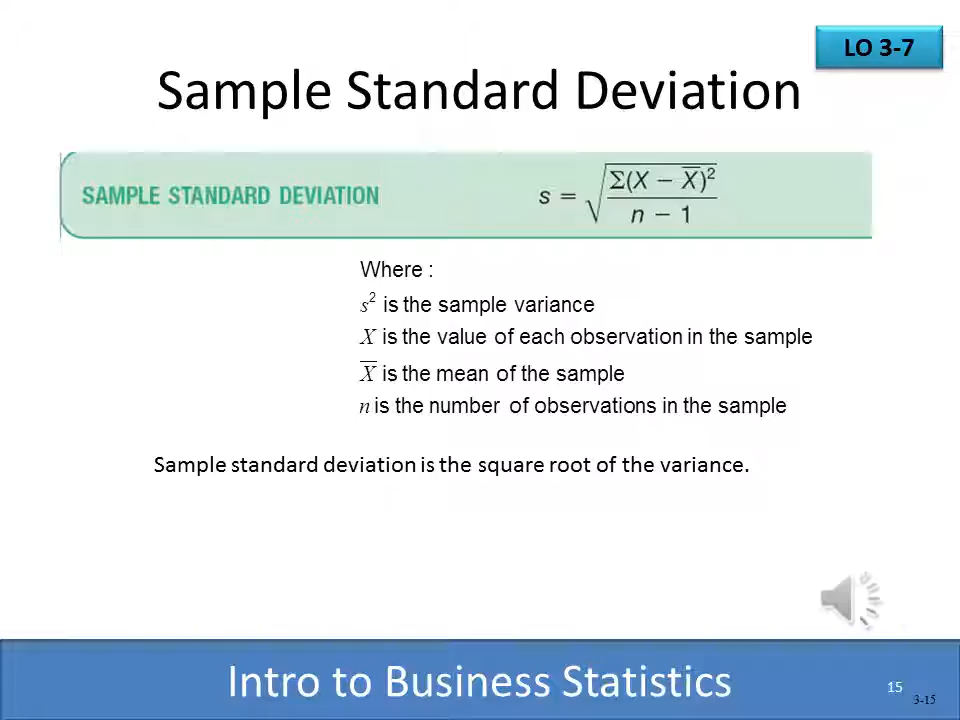 LO 3-7
Sample Standard Deviation
SAMPLE STANDARD DEVIATION s = √(Σ(X − X̅)² / (n − 1))
Where :
s² is the sample variance
X is the value of each observation in the sample
X̅ is the mean of the sample
n is the number of observations in the sample
Sample standard deviation is the square root of the variance.
Intro to Business Statistics
15
3-15